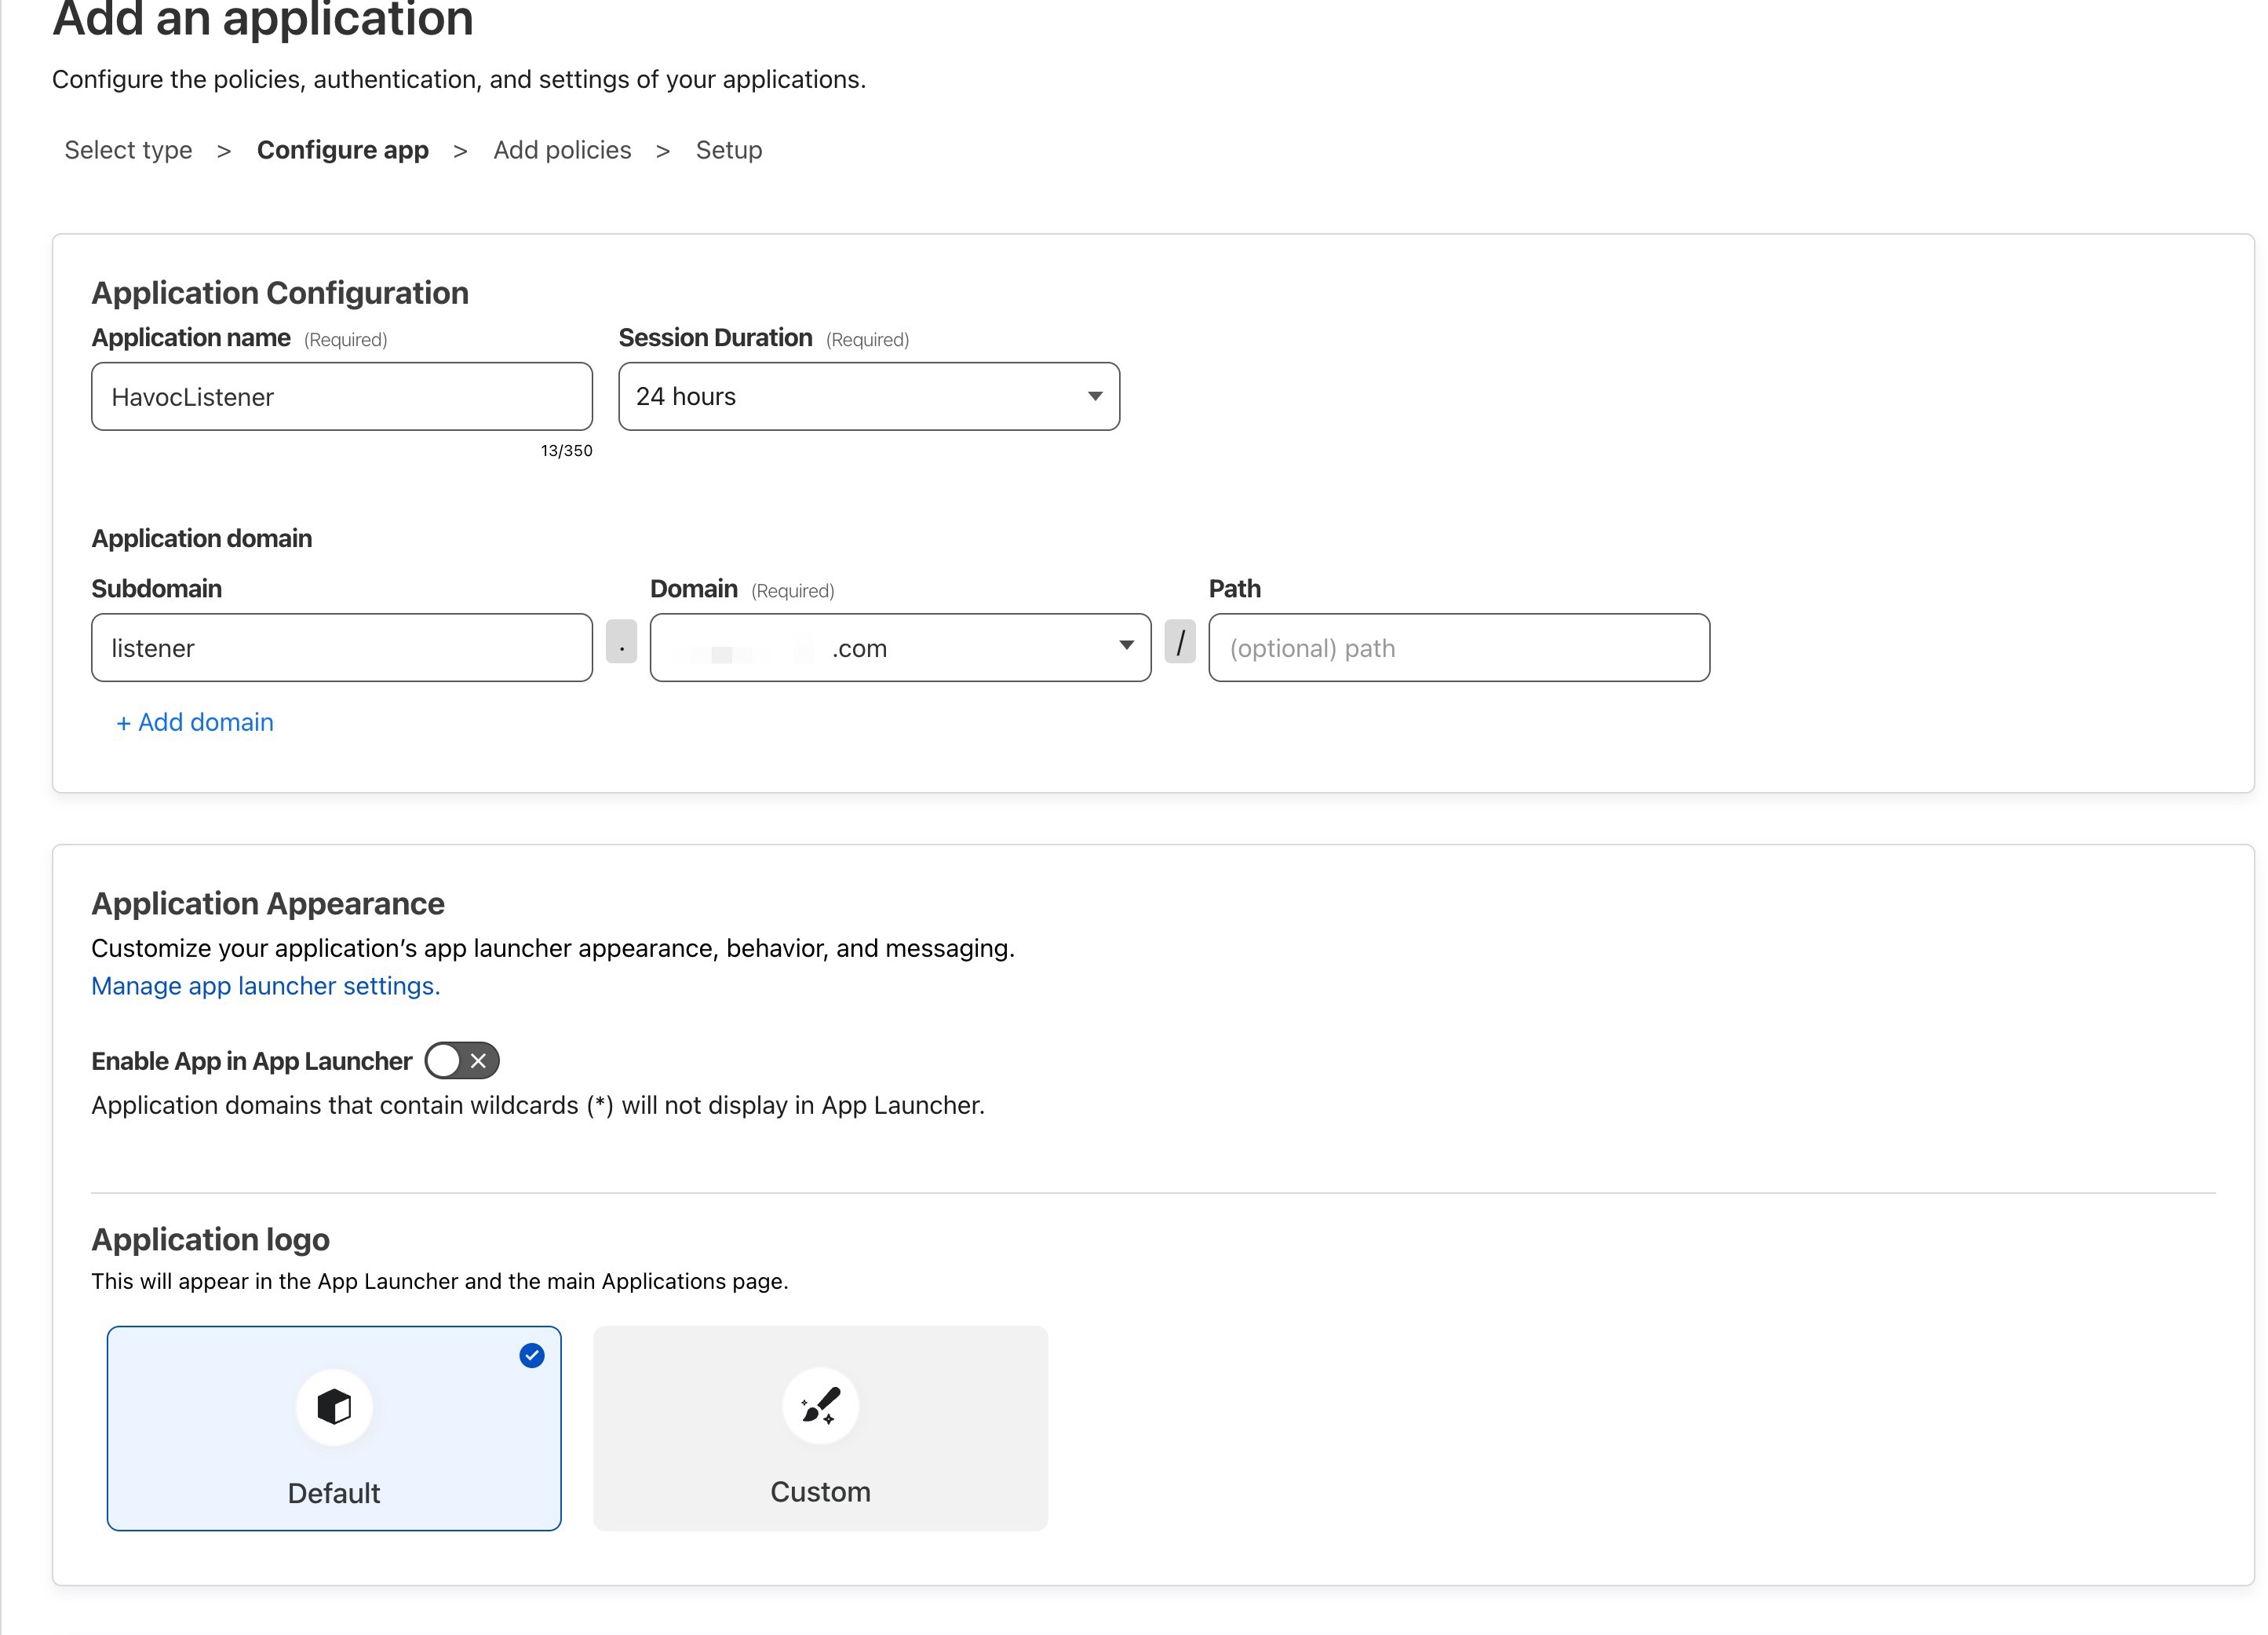 Add an application
Configure the policies, authentication, and settings of your applications.
Select type > Configure app > Add policies > Setup
Application Configuration
Application name (Required) Session Duration (Required)
HavocListener 24 hours
13/350
Application domain
Subdomain Domain (Required) Path
listener . .com / (optional) path
+ Add domain
Application Appearance
Customize your application’s app launcher appearance, behavior, and messaging.
Manage app launcher settings.
Enable App in App Launcher
Application domains that contain wildcards (*) will not display in App Launcher.
Application logo
This will appear in the App Launcher and the main Applications page.
Default Custom